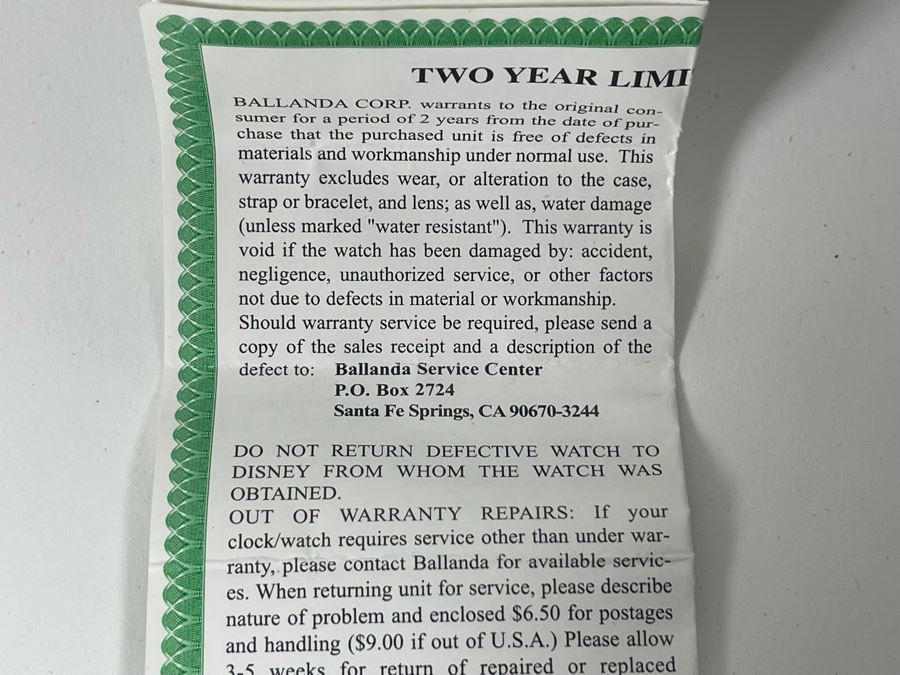 TWO YEAR LIMI
BALLANDA CORP. warrants to the original con-
sumer for a period of 2 years from the date of pur-
chase that the purchased unit is free of defects in
materials and workmanship under normal use. This
warranty excludes wear, or alteration to the case,
strap or bracelet, and lens; as well as, water damage
(unless marked "water resistant"). This warranty is
void if the watch has been damaged by: accident,
negligence, unauthorized service, or other factors
not due to defects in material or workmanship.
Should warranty service be required, please send a
copy of the sales receipt and a description of the
defect to: Ballanda Service Center
P.O. Box 2724
Santa Fe Springs, CA 90670-3244
DO NOT RETURN DEFECTIVE WATCH TO
DISNEY FROM WHOM THE WATCH WAS
OBTAINED.
OUT OF WARRANTY REPAIRS: If your
clock/watch requires service other than under war-
ranty, please contact Ballanda for available servic-
es. When returning unit for service, please describe
nature of problem and enclosed $6.50 for postages
and handling ($9.00 if out of U.S.A.) Please allow
3-5 weeks for return of repaired or replaced